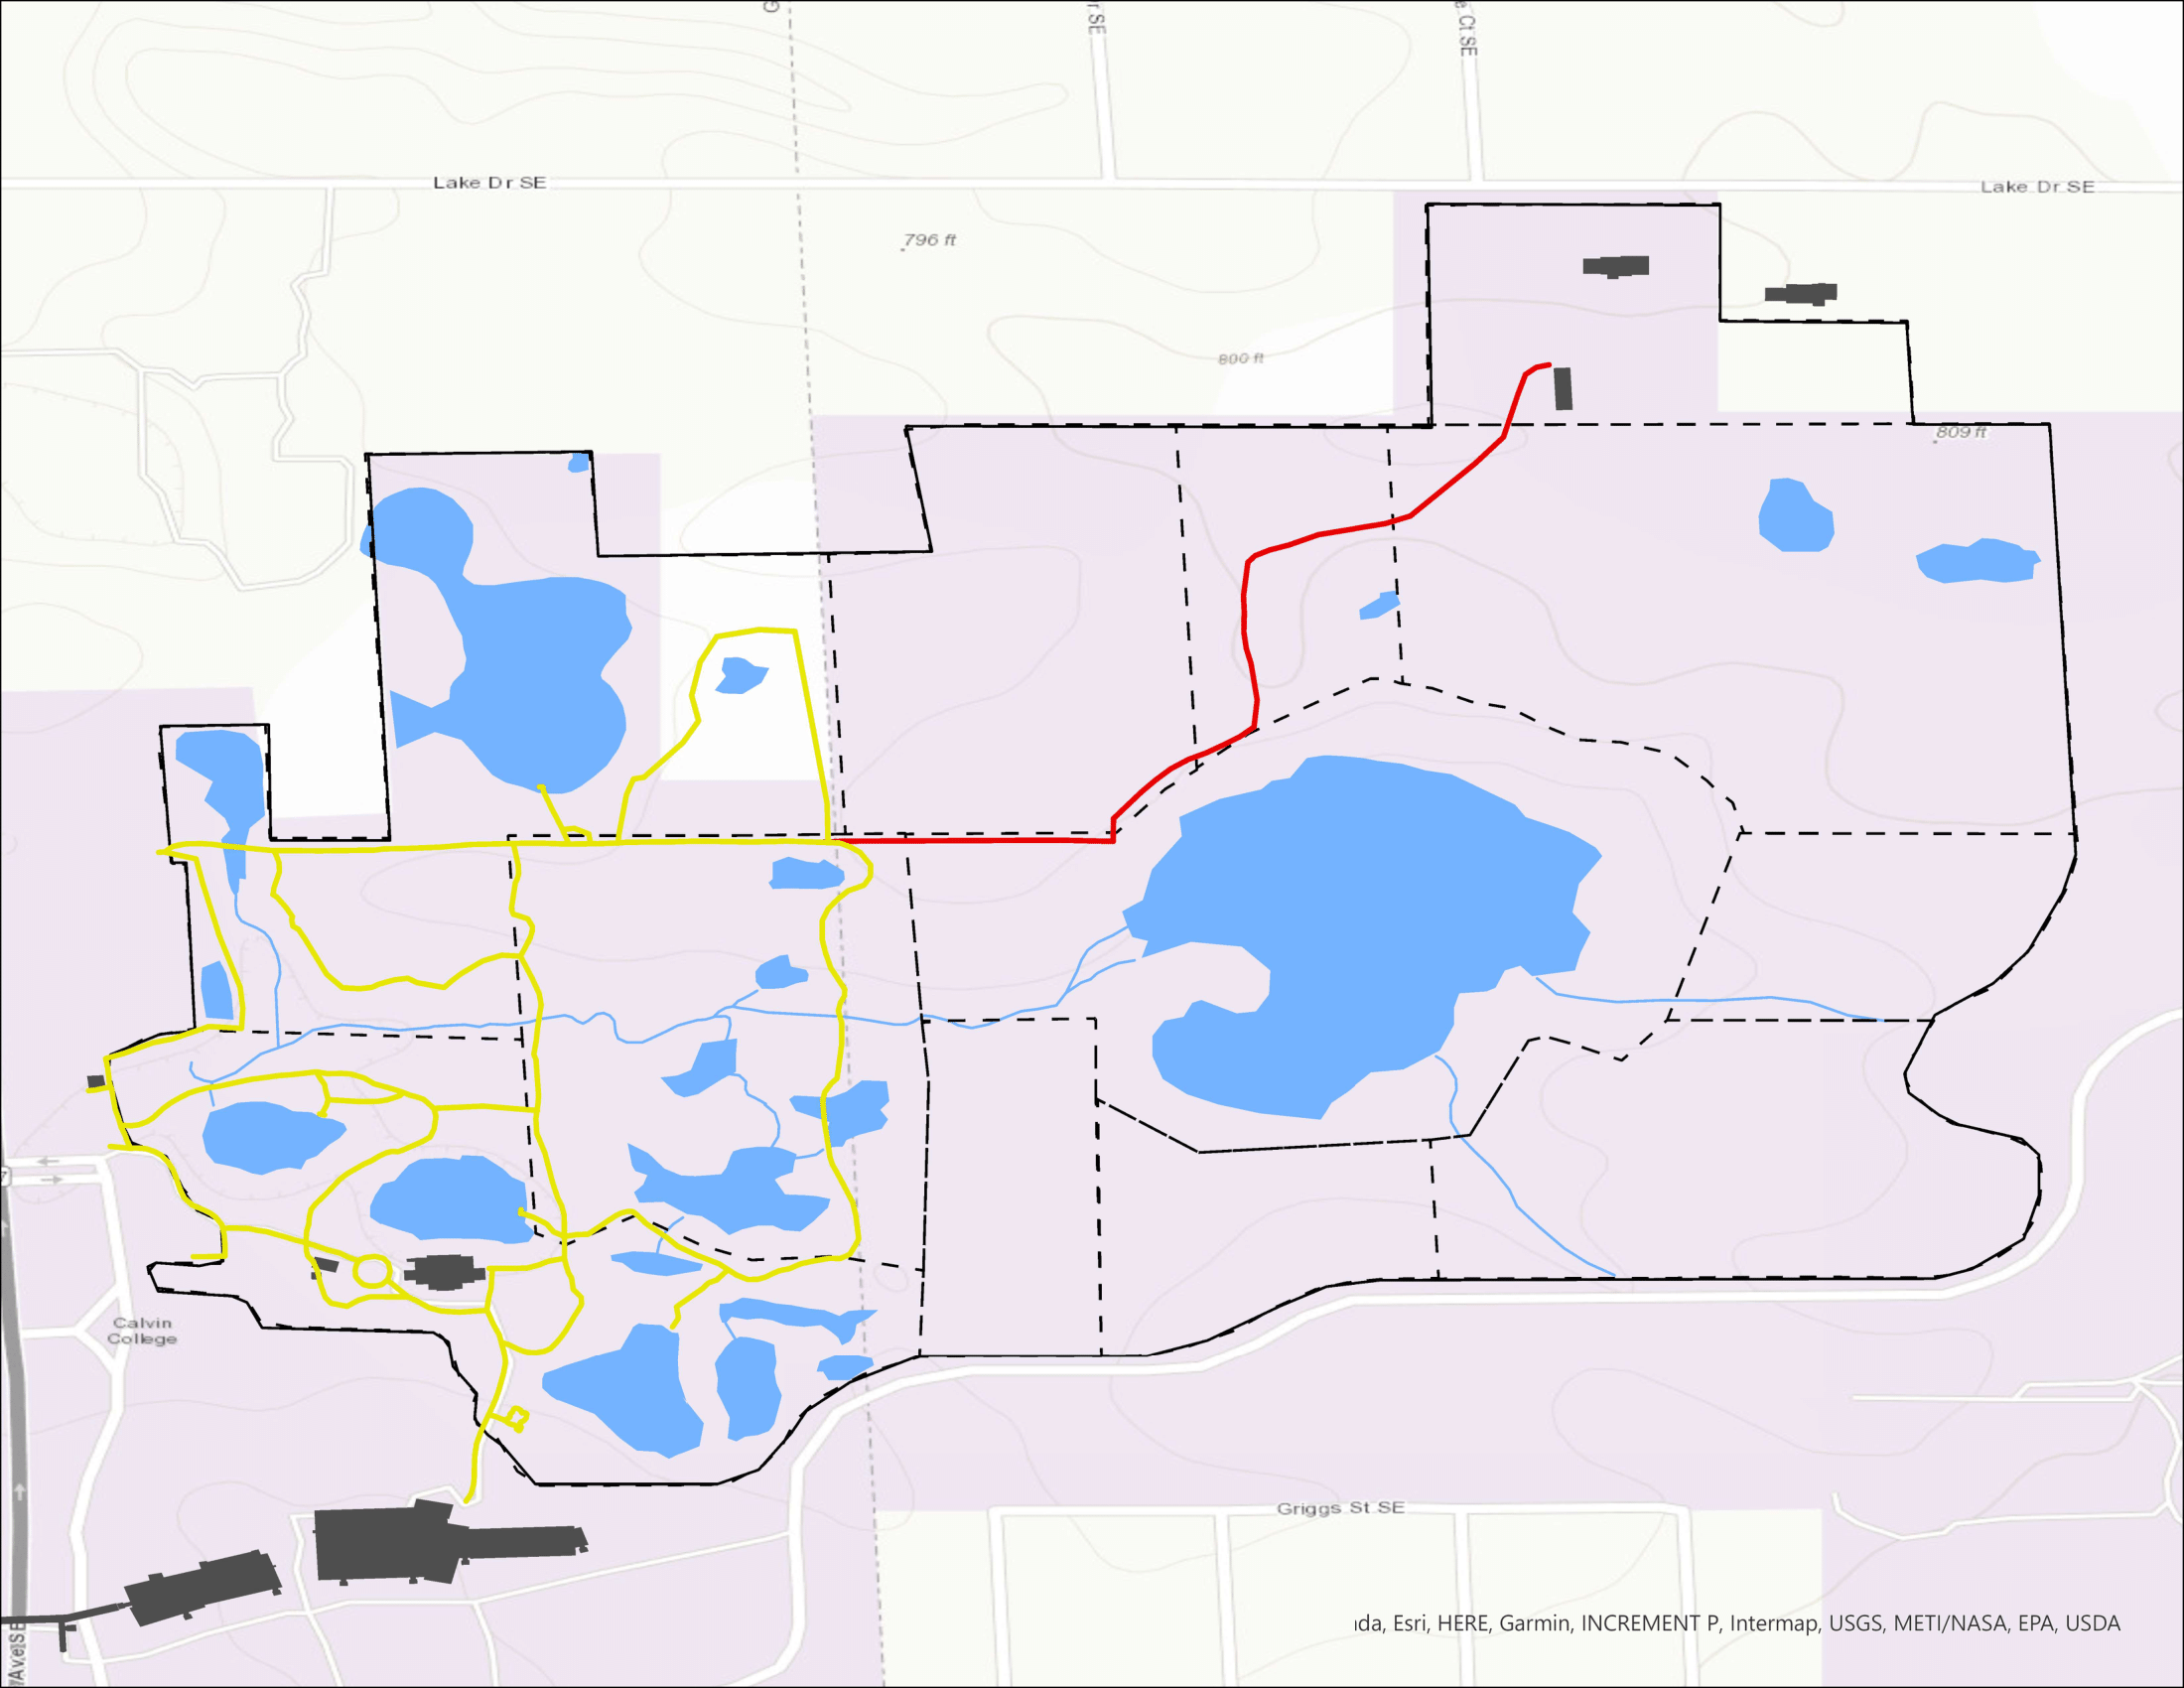 r SE
e Ct SE
Lake Dr SE
Lake Dr SE
796 ft
800 ft
809 ft
Calvin
College
Griggs St SE
da, Esri, HERE, Garmin, INCREMENT P, Intermap, USGS, METI/NASA, EPA, USDA
Ave SE